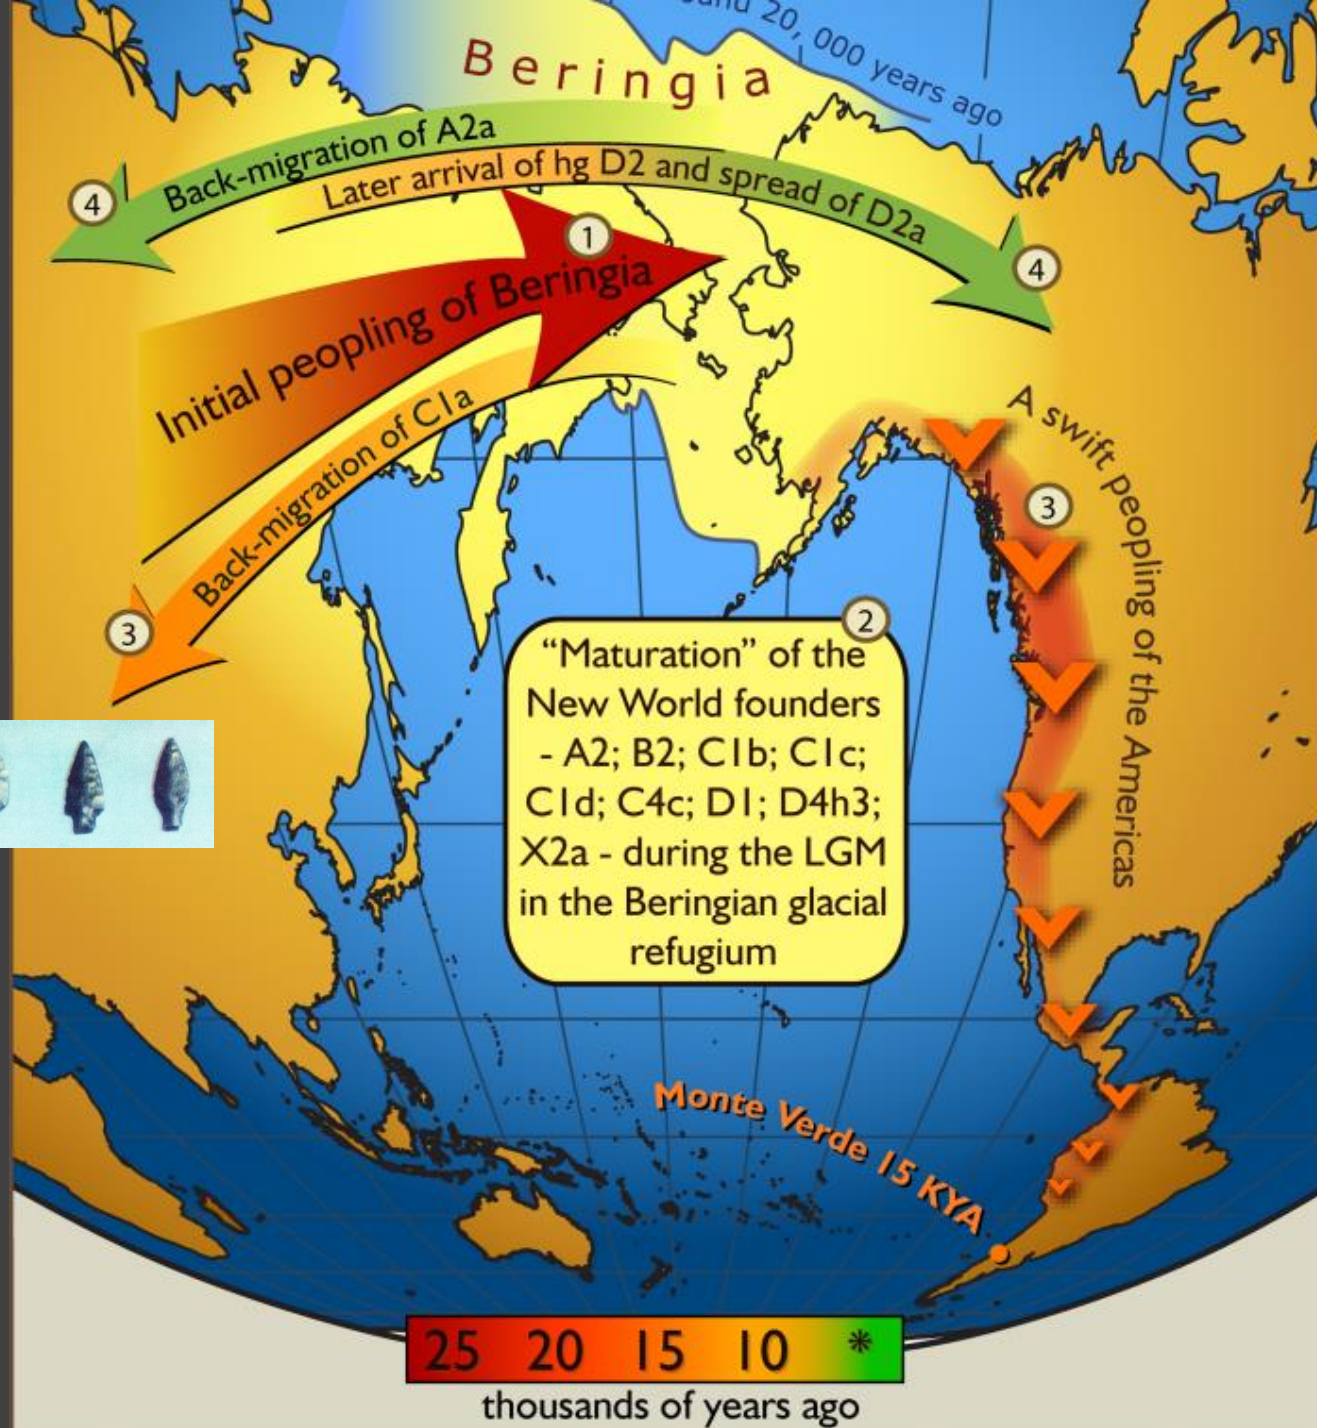 20, 000 years ago
Beringia
Back-migration of A2a
Later arrival of hg D2 and spread of D2a
4
1
4
Initial peopling of Beringia
Back-migration of C1a
A swift peopling of the Americas
3
3
2
“Maturation” of the
New World founders
- A2; B2; C1b; C1c;
C1d; C4c; D1; D4h3;
X2a - during the LGM
in the Beringian glacial
refugium
Monte Verde 15 KYA
25 20 15 10 *
thousands of years ago